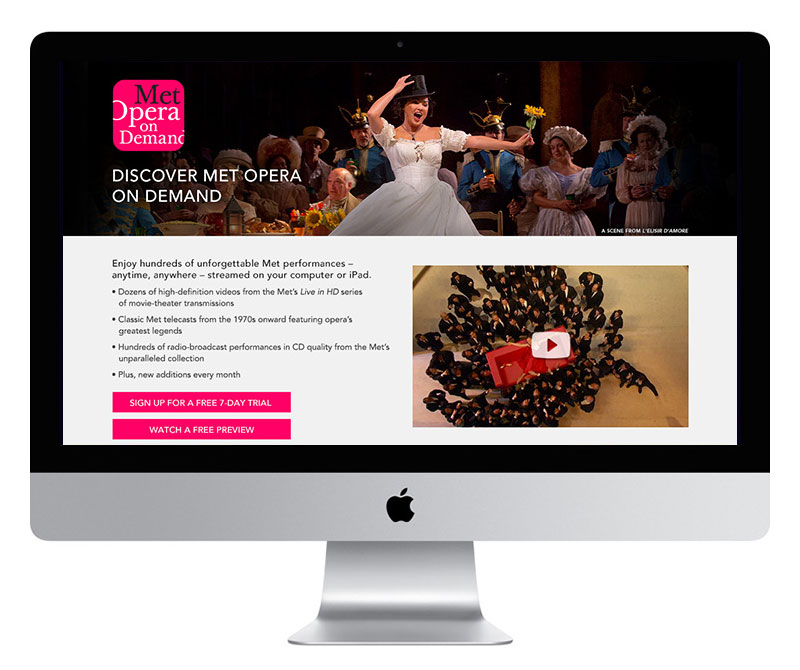 Met
Opera
on
Demand
DISCOVER MET OPERA
ON DEMAND
A SCENE FROM L'ELISIR D'AMORE
Enjoy hundreds of unforgettable Met performances –
anytime, anywhere – streamed on your computer or iPad.
• Dozens of high-definition videos from the Met's Live in HD series
of movie-theater transmissions
• Classic Met telecasts from the 1970s onward featuring opera's
greatest legends
• Hundreds of radio-broadcast performances in CD quality from the Met's
unparalleled collection
• Plus, new additions every month
SIGN UP FOR A FREE 7-DAY TRIAL
WATCH A FREE PREVIEW